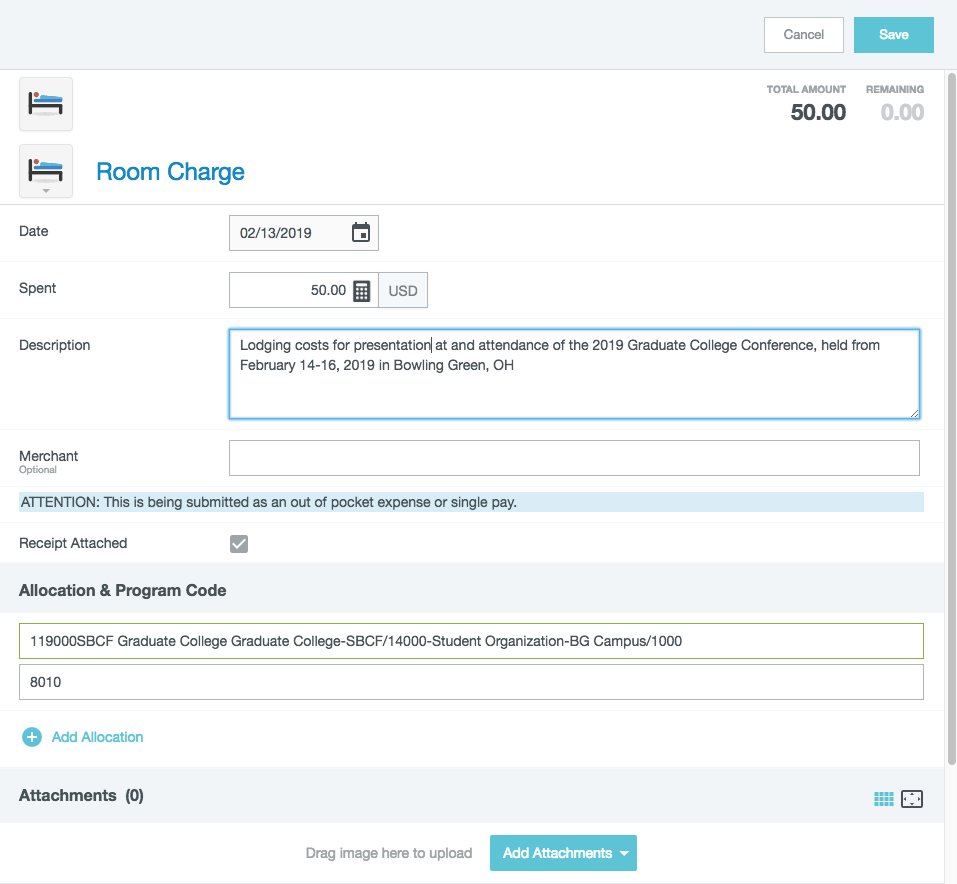 Cancel
Save
TOTAL AMOUNT
REMAINING
50.00
0.00
Room Charge
Date
02/13/2019
Spent
50.00
USD
Description
Lodging costs for presentation at and attendance of the 2019 Graduate College Conference, held from
February 14-16, 2019 in Bowling Green, OH
Merchant
Optional
ATTENTION: This is being submitted as an out of pocket expense or single pay.
Receipt Attached
Allocation & Program Code
119000SBCF Graduate College Graduate College-SBCF/14000-Student Organization-BG Campus/1000
8010
Add Allocation
Attachments (0)
Drag image here to upload
Add Attachments